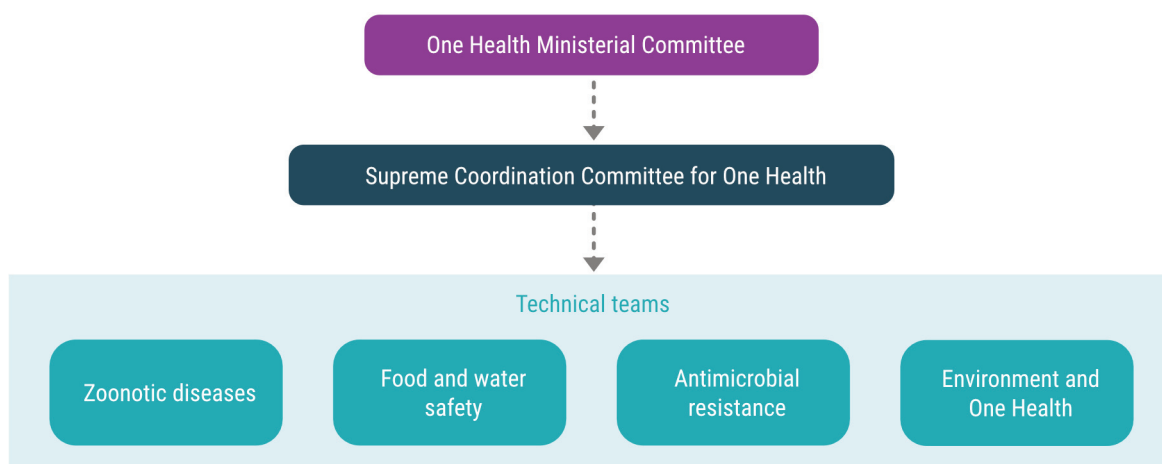 One Health Ministerial Committee
Supreme Coordination Committee for One Health
Technical teams
Zoonotic diseases
Food and water
safety
Antimicrobial
resistance
Environment and
One Health